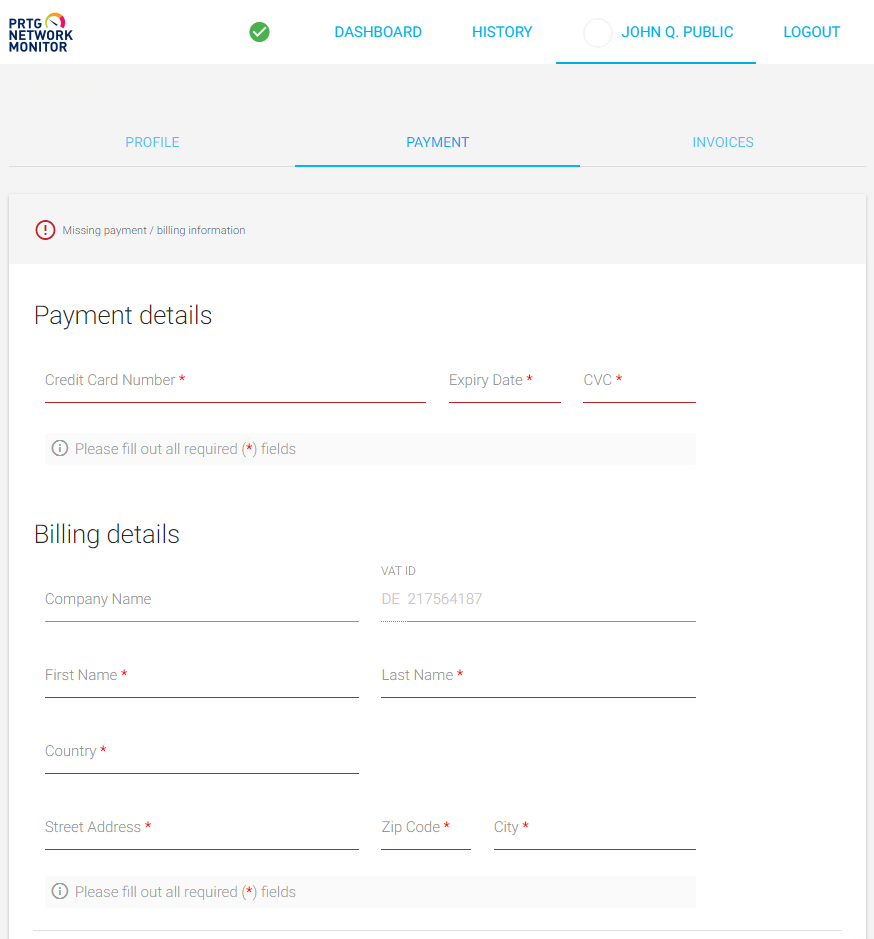 PRTG
NETWORK
MONITOR
DASHBOARD HISTORY JOHN Q. PUBLIC LOGOUT
PROFILE PAYMENT INVOICES
Missing payment / billing information
Payment details
Credit Card Number * Expiry Date * CVC *
Please fill out all required (*) fields
Billing details
VAT ID
Company Name DE 217564187
First Name * Last Name *
Country *
Street Address * Zip Code * City *
Please fill out all required (*) fields